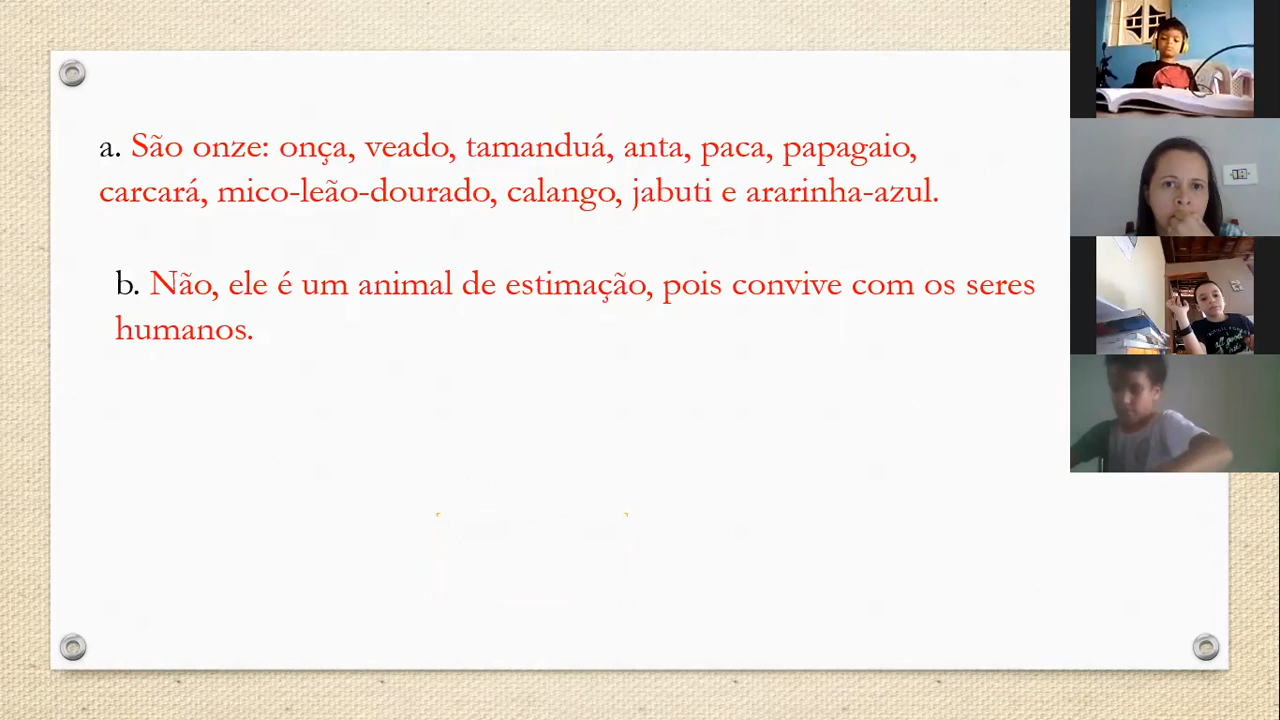 a. São onze: onça, veado, tamanduá, anta, paca, papagaio,
carcará, mico-leão-dourado, calango, jabuti e ararinha-azul.
b. Não, ele é um animal de estimação, pois convive com os seres
humanos.